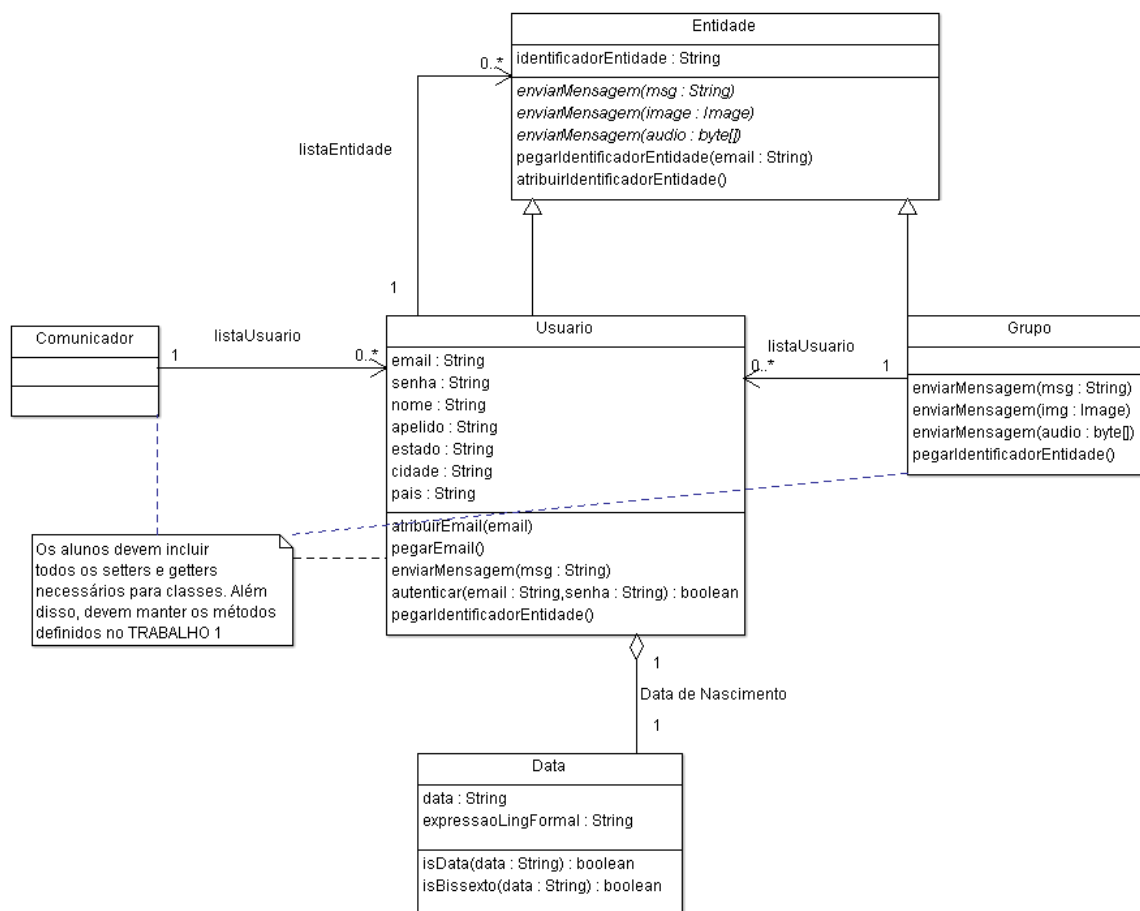 Entidade
identificadorEntidade : String
enviarMensagem(msg : String)
enviarMensagem(image : Image)
enviarMensagem(audio : byte[])
pegarIdentificadorEntidade(email : String)
atribuirIdentificadorEntidade()
0..*
listaEntidade
1
Comunicador
1
listaUsuario
0..*
Usuario
email : String
senha : String
nome : String
apelido : String
estado : String
cidade : String
pais : String
atribuirEmail(email)
pegarEmail()
enviarMensagem(msg : String)
autenticar(email : String,senha : String) : boolean
pegarIdentificadorEntidade()
listaUsuario
0..*
1
Grupo
enviarMensagem(msg : String)
enviarMensagem(img : Image)
enviarMensagem(audio : byte[])
pegarIdentificadorEntidade()
Os alunos devem incluir
todos os setters e getters
necessários para classes. Além
disso, devem manter os métodos
definidos no TRABALHO 1
1
Data de Nascimento
1
Data
data : String
expressaoLingFormal : String
isData(data : String) : boolean
isBissexto(data : String) : boolean